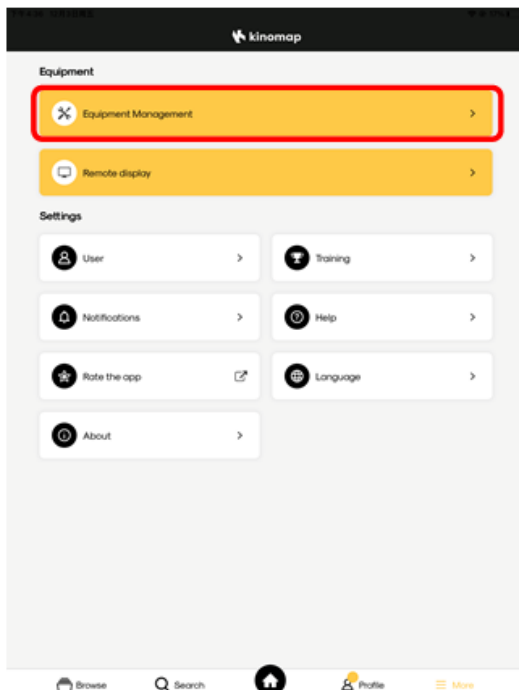 kinomap
Equipment
Equipment Management
Remote display
Settings
User
Training
Notifications
Help
Rate the app
Language
About
Browse
Search
Profile
More